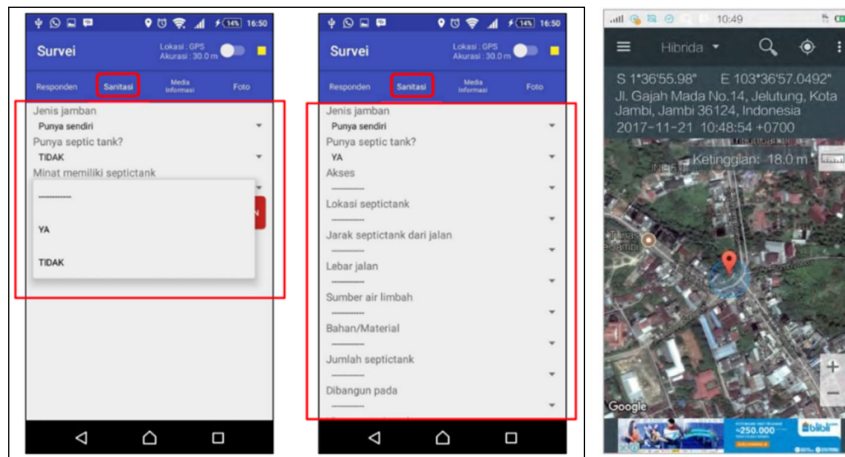 14% 16:50
Survei
Lokasi : GPS
Akurasi : 30.0 m
Responden
Sanitasi
Media
Informasi
Foto
Jenis jamban
Punya sendiri
Punya septic tank?
TIDAK
Minat memiliki septictank
----------
YA
TIDAK
N
14% 16:50
Survei
Lokasi : GPS
Akurasi : 30.0 m
Responden
Sanitasi
Media
Informasi
Foto
Jenis jamban
Punya sendiri
Punya septic tank?
YA
Akses
----------
Lokasi septictank
----------
Jarak septictank dari jalan
----------
Lebar jalan
----------
Sumber air limbah
----------
Bahan/Material
----------
Jumlah septictank
----------
Dibangun pada
----------
10:49
Hibrida
S 1°36'55.98" E 103°36'57.0492"
Jl. Gajah Mada No.14, Jelutung, Kota
Jambi, Jambi 36124, Indonesia
2017-11-21 10:48:54 +0700
Ketinggian: 18.0 m
+
−
Google
250.000
blibli